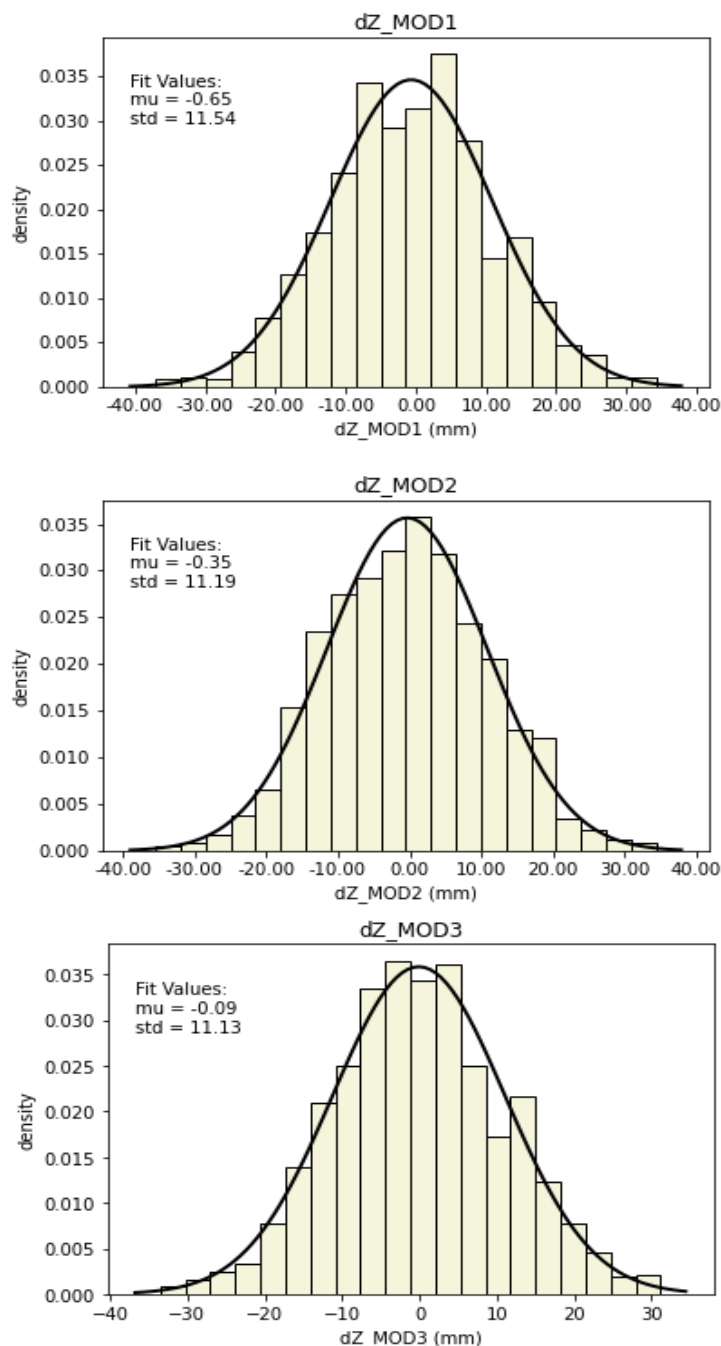 dZ_MOD1
0.035
0.030
0.025
0.020
0.015
0.010
0.005
0.000
density
Fit Values:
mu = -0.65
std = 11.54
-40.00 -30.00 -20.00 -10.00 0.00 10.00 20.00 30.00 40.00
dZ_MOD1 (mm)
dZ_MOD2
0.035
0.030
0.025
0.020
0.015
0.010
0.005
0.000
density
Fit Values:
mu = -0.35
std = 11.19
-40.00 -30.00 -20.00 -10.00 0.00 10.00 20.00 30.00 40.00
dZ_MOD2 (mm)
dZ_MOD3
0.035
0.030
0.025
0.020
0.015
0.010
0.005
0.000
density
Fit Values:
mu = -0.09
std = 11.13
−40 −30 −20 −10 0 10 20 30
dZ_MOD3 (mm)